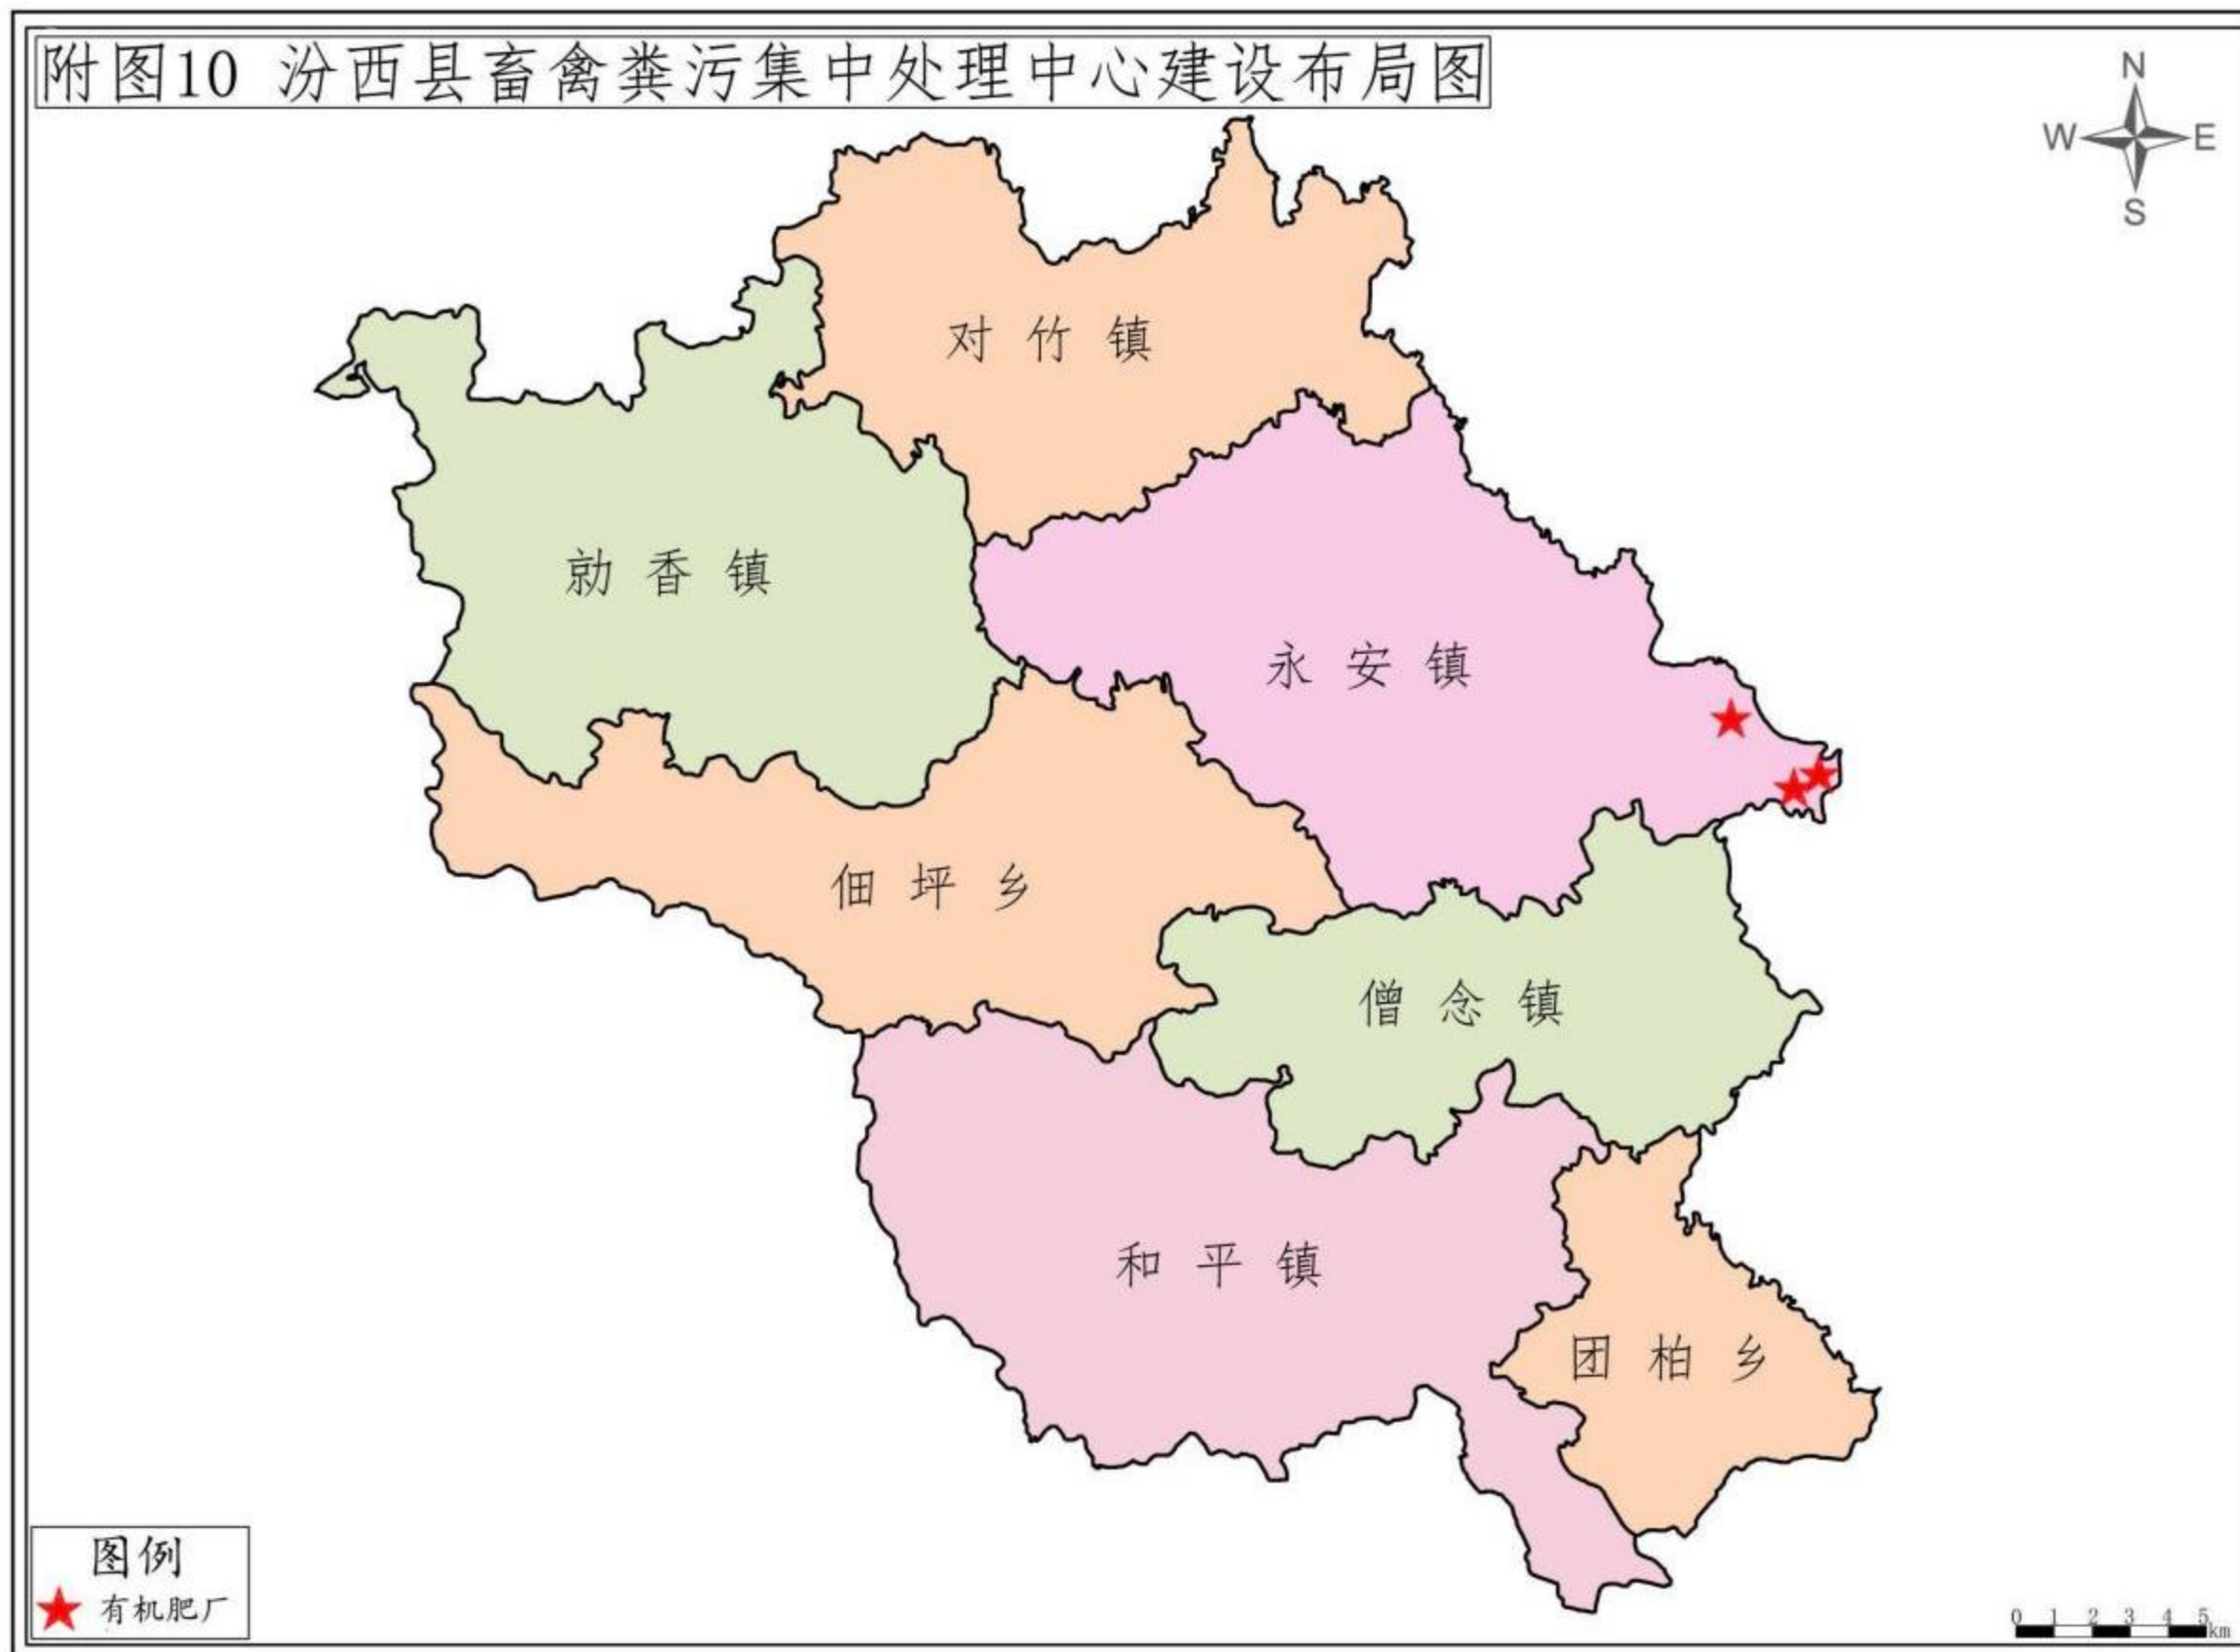 附图10 汾西县畜禽粪污集中处理中心建设布局图
N
W E
S
对竹镇
勍香镇
永安镇
佃坪乡
僧念镇
和平镇
团柏乡
图例
有机肥厂
0 1 2 3 4 5
km